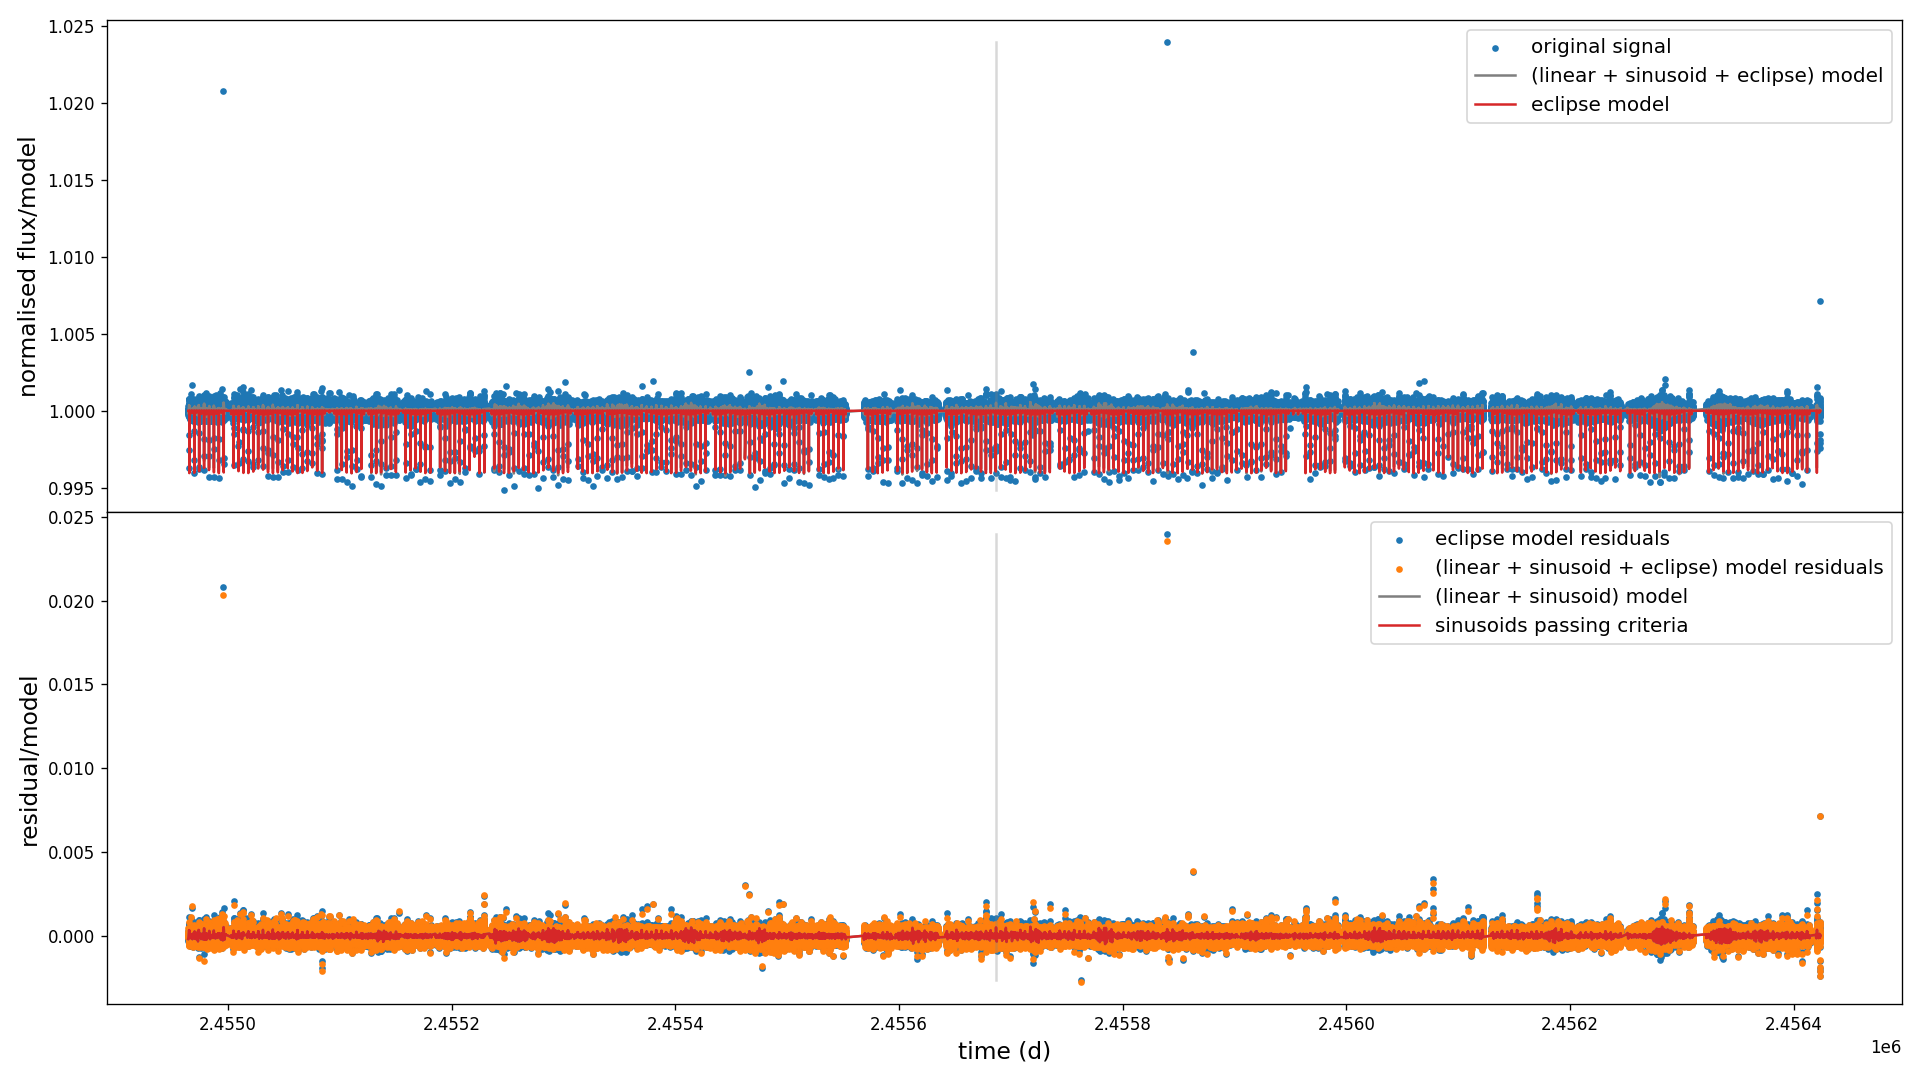 normalised flux/model
1.025
1.020
1.015
1.010
1.005
1.000
0.995
original signal
(linear + sinusoid + eclipse) model
eclipse model
residual/model
0.025
0.020
0.015
0.010
0.005
0.000
eclipse model residuals
(linear + sinusoid + eclipse) model residuals
(linear + sinusoid) model
sinusoids passing criteria
2.4550
2.4552
2.4554
2.4556
2.4558
2.4560
2.4562
2.4564
time (d)
1e6